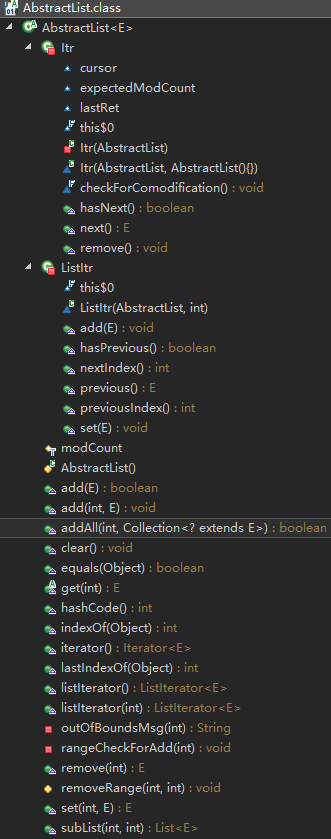 AbstractList.class
AbstractList<E>
Itr
cursor
expectedModCount
lastRet
this$0
Itr(AbstractList)
Itr(AbstractList, AbstractList(){})
checkForComodification() : void
hasNext() : boolean
next() : E
remove() : void
ListItr
this$0
ListItr(AbstractList, int)
add(E) : void
hasPrevious() : boolean
nextIndex() : int
previous() : E
previousIndex() : int
set(E) : void
modCount
AbstractList()
add(E) : boolean
add(int, E) : void
addAll(int, Collection<? extends E>) : boolean
clear() : void
equals(Object) : boolean
get(int) : E
hashCode() : int
indexOf(Object) : int
iterator() : Iterator<E>
lastIndexOf(Object) : int
listIterator() : ListIterator<E>
listIterator(int) : ListIterator<E>
outOfBoundsMsg(int) : String
rangeCheckForAdd(int) : void
remove(int) : E
removeRange(int, int) : void
set(int, E) : E
subList(int, int) : List<E>